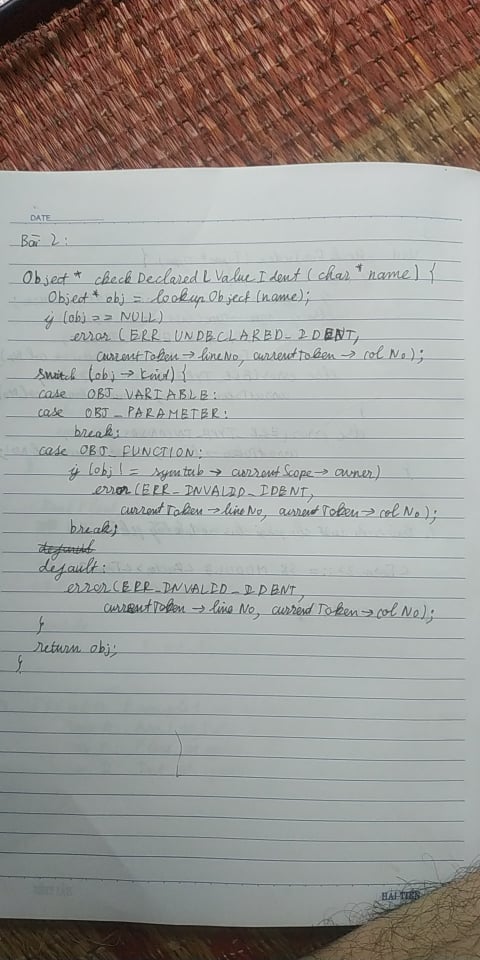 DATE
Bài 2:
Object * checkDeclaredLValueIdent (char * name) {
Object * obj = lookupObject (name);
if (obj == NULL)
error (ERR_UNDECLARED_IDENT,
currentToken → lineNo, currentToken → colNo);
switch (obj → kind) {
case OBJ_VARIABLE:
case OBJ_PARAMETER:
break;
case OBJ_FUNCTION:
if (obj != symtab → currentScope → owner)
error (ERR_INVALID_IDENT,
currentToken → lineNo, currentToken → colNo);
break;
default:
error (ERR_INVALID_IDENT,
currentToken → lineNo, currentToken → colNo);
}
return obj;
}
HẢI TIẾN